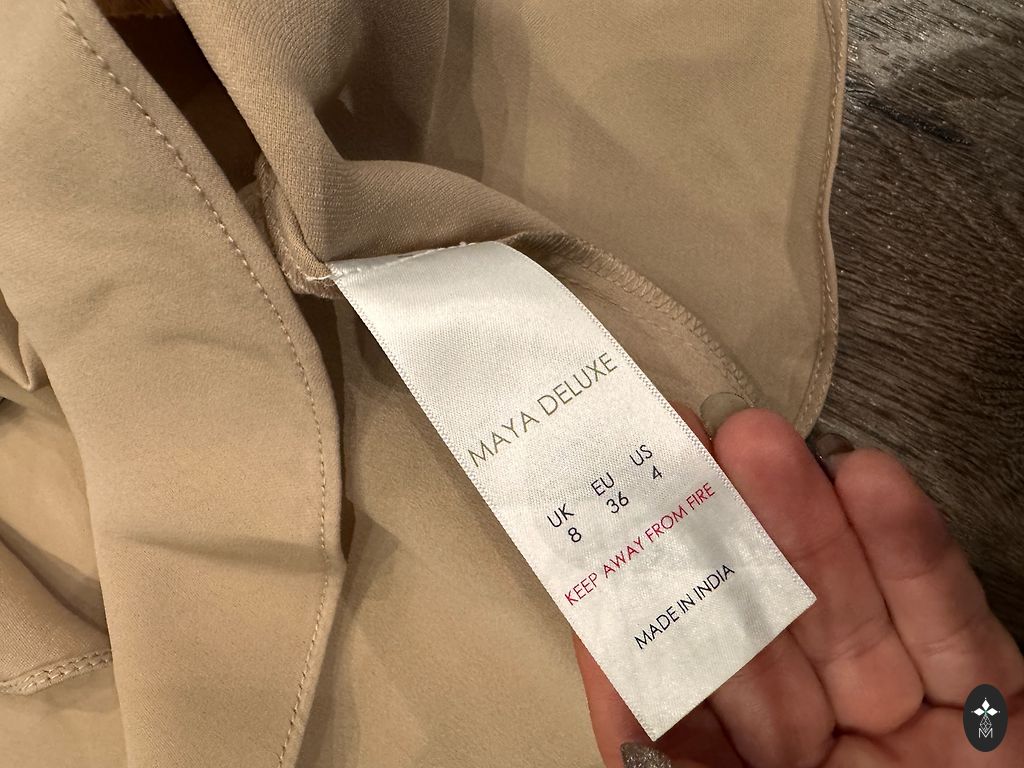 MAYA DELUXE
UK EU US
8 36 4
KEEP AWAY FROM FIRE
MADE IN INDIA
M